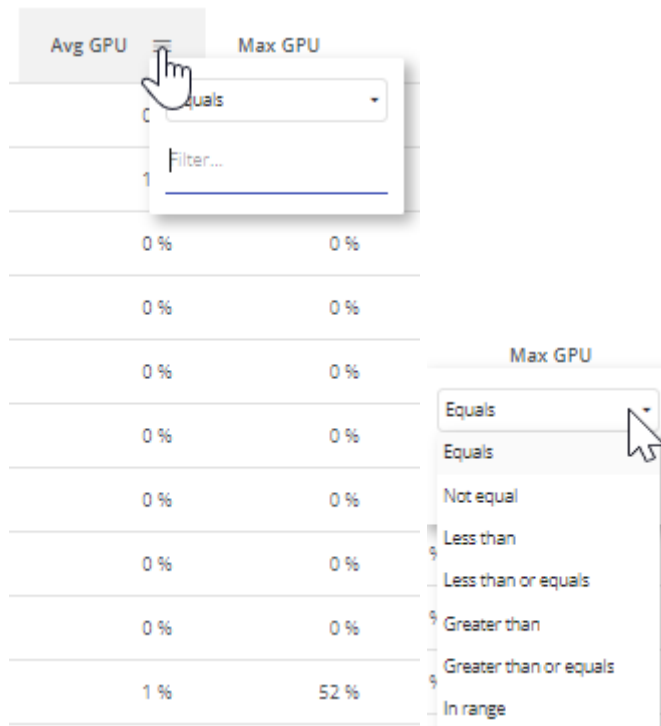 Avg GPU Max GPU
Equals
Filter...
1
0 % 0 %
0 % 0 %
0 % 0 %
0 % 0 %
0 % 0 %
0 % 0 %
0 % 0 %
1 % 52 %
Max GPU
Equals
Equals
Not equal
Less than
% Less than or equals
% Greater than
Greater than or equals
% In range